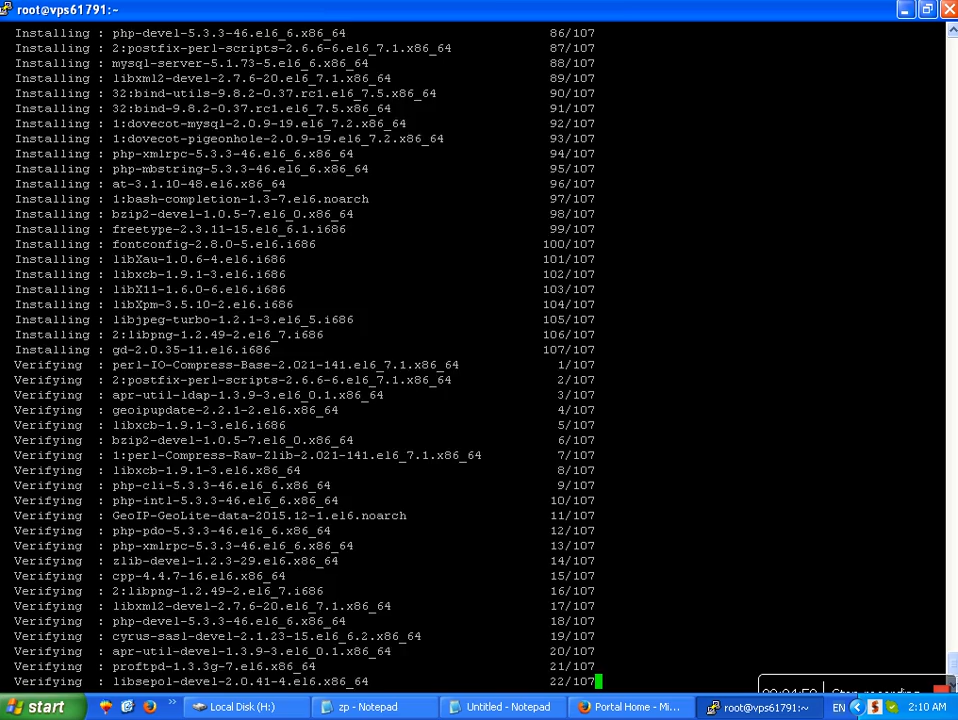 root@vps61791:~
Installing : php-devel-5.3.3-46.el6_6.x86_64 86/107
Installing : 2:postfix-perl-scripts-2.6.6-6.el6_7.1.x86_64 87/107
Installing : mysql-server-5.1.73-5.el6_6.x86_64 88/107
Installing : libxml2-devel-2.7.6-20.el6_7.1.x86_64 89/107
Installing : 32:bind-utils-9.8.2-0.37.rc1.el6_7.5.x86_64 90/107
Installing : 32:bind-9.8.2-0.37.rc1.el6_7.5.x86_64 91/107
Installing : 1:dovecot-mysql-2.0.9-19.el6_7.2.x86_64 92/107
Installing : 1:dovecot-pigeonhole-2.0.9-19.el6_7.2.x86_64 93/107
Installing : php-xmlrpc-5.3.3-46.el6_6.x86_64 94/107
Installing : php-mbstring-5.3.3-46.el6_6.x86_64 95/107
Installing : at-3.1.10-48.el6.x86_64 96/107
Installing : 1:bash-completion-1.3-7.el6.noarch 97/107
Installing : bzip2-devel-1.0.5-7.el6_0.x86_64 98/107
Installing : freetype-2.3.11-15.el6_6.1.i686 99/107
Installing : fontconfig-2.8.0-5.el6.i686 100/107
Installing : libXau-1.0.6-4.el6.i686 101/107
Installing : libxcb-1.9.1-3.el6.i686 102/107
Installing : libX11-1.6.0-6.el6.i686 103/107
Installing : libXpm-3.5.10-2.el6.i686 104/107
Installing : libjpeg-turbo-1.2.1-3.el6_5.i686 105/107
Installing : 2:libpng-1.2.49-2.el6_7.i686 106/107
Installing : gd-2.0.35-11.el6.i686 107/107
Verifying : perl-IO-Compress-Base-2.021-141.el6_7.1.x86_64 1/107
Verifying : 2:postfix-perl-scripts-2.6.6-6.el6_7.1.x86_64 2/107
Verifying : apr-util-ldap-1.3.9-3.el6_0.1.x86_64 3/107
Verifying : geoipupdate-2.2.1-2.el6.x86_64 4/107
Verifying : libxcb-1.9.1-3.el6.i686 5/107
Verifying : bzip2-devel-1.0.5-7.el6_0.x86_64 6/107
Verifying : 1:perl-Compress-Raw-Zlib-2.021-141.el6_7.1.x86_64 7/107
Verifying : libxcb-1.9.1-3.el6.x86_64 8/107
Verifying : php-cli-5.3.3-46.el6_6.x86_64 9/107
Verifying : php-intl-5.3.3-46.el6_6.x86_64 10/107
Verifying : GeoIP-GeoLite-data-2015.12-1.el6.noarch 11/107
Verifying : php-pdo-5.3.3-46.el6_6.x86_64 12/107
Verifying : php-xmlrpc-5.3.3-46.el6_6.x86_64 13/107
Verifying : zlib-devel-1.2.3-29.el6.x86_64 14/107
Verifying : cpp-4.4.7-16.el6.x86_64 15/107
Verifying : 2:libpng-1.2.49-2.el6_7.i686 16/107
Verifying : libxml2-devel-2.7.6-20.el6_7.1.x86_64 17/107
Verifying : php-devel-5.3.3-46.el6_6.x86_64 18/107
Verifying : cyrus-sasl-devel-2.1.23-15.el6_6.2.x86_64 19/107
Verifying : apr-util-devel-1.3.9-3.el6_0.1.x86_64 20/107
Verifying : proftpd-1.3.3g-7.el6.x86_64 21/107
Verifying : libsepol-devel-2.0.41-4.el6.x86_64 22/107
Stop recording
start » Local Disk (H:) zp - Notepad Untitled - Notepad Portal Home - Mi... root@vps61791:~ EN 2:10 AM